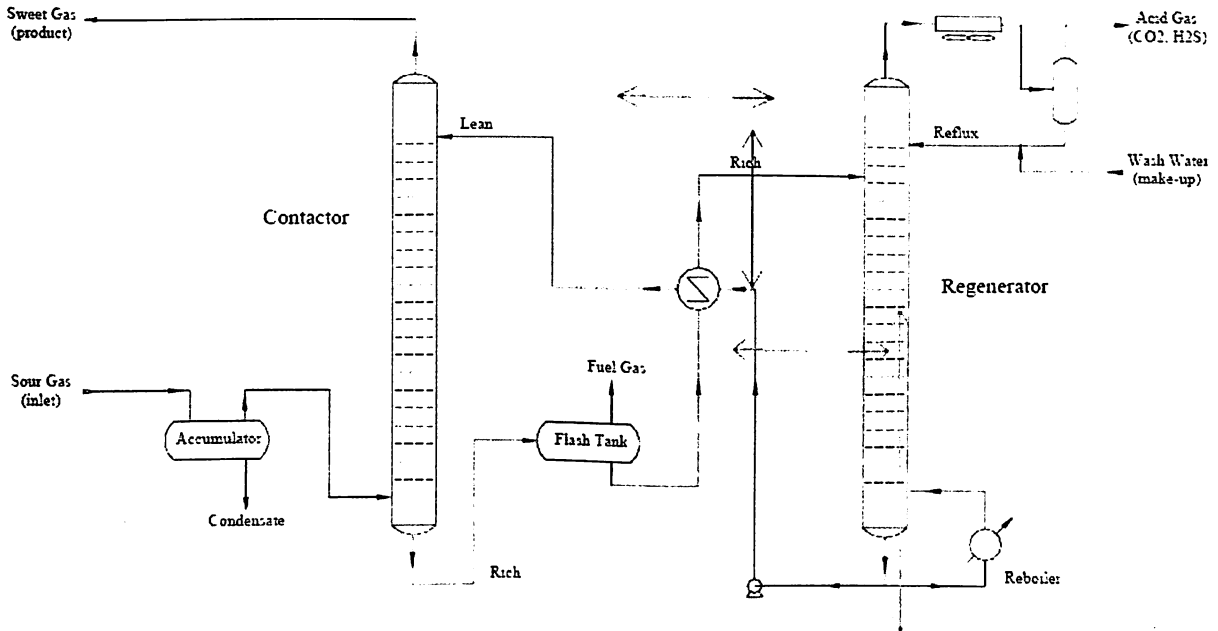 Sweet Gas
(product)
Acid Gas
(CO2, H2S)
Lean
Reflux
Rich
Wash Water
(make-up)
Contactor
Regenerator
Fuel Gas
Sour Gas
(inlet)
Accumulator
Flash Tank
Condensate
Rich
Reboiler